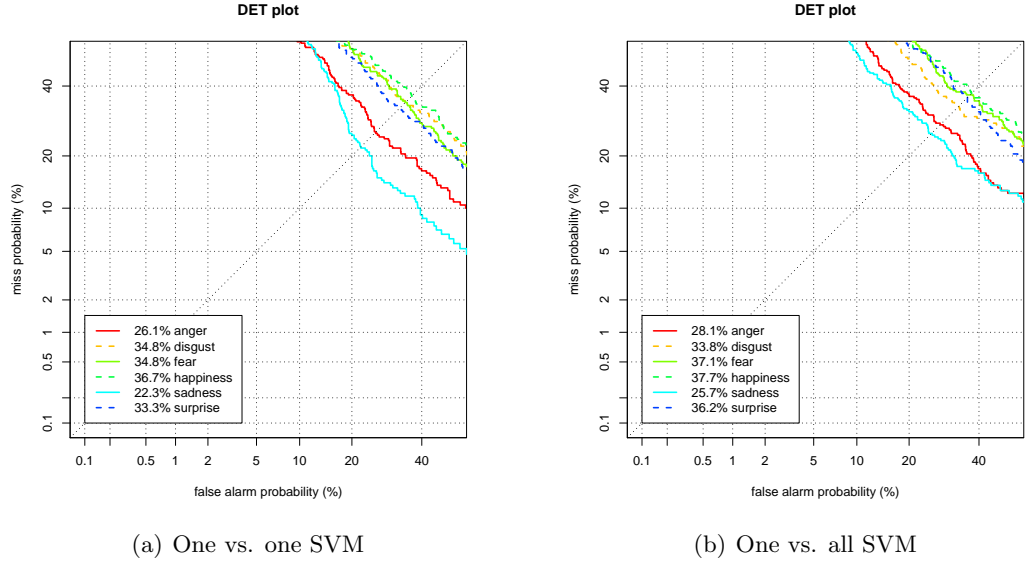 DET plot
miss probability (%)
40
20
10
5
2
1
0.5
0.1
26.1% anger
34.8% disgust
34.8% fear
36.7% happiness
22.3% sadness
33.3% surprise
0.1 0.5 1 2 5 10 20 40
false alarm probability (%)
(a) One vs. one SVM
DET plot
miss probability (%)
40
20
10
5
2
1
0.5
0.1
28.1% anger
33.8% disgust
37.1% fear
37.7% happiness
25.7% sadness
36.2% surprise
0.1 0.5 1 2 5 10 20 40
false alarm probability (%)
(b) One vs. all SVM